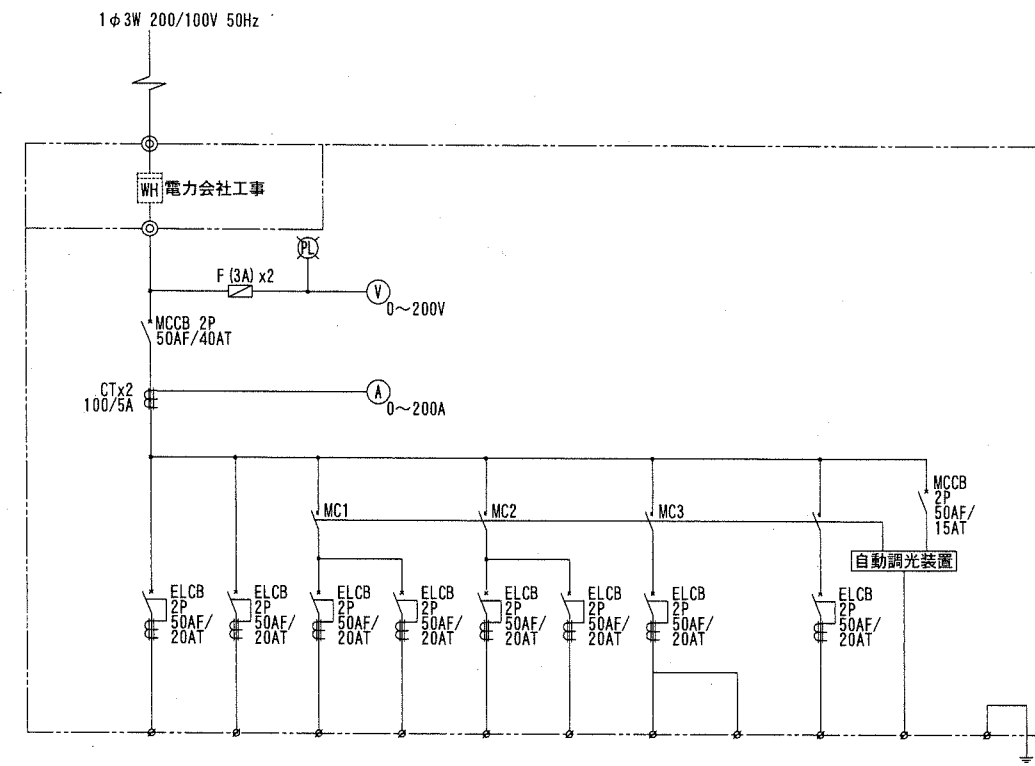 1φ3W 200/100V 50Hz
WH 電力会社工事
PL
F(3A)x2
V
0～200V
MCCB 2P
50AF/40AT
CTx2
100/5A
A
0～200A
MCCB
2P
50AF/
15AT
MC1
MC2
MC3
自動調光装置
ELCB
2P
50AF/
20AT
ELCB
2P
50AF/
20AT
ELCB
2P
50AF/
20AT
ELCB
2P
50AF/
20AT
ELCB
2P
50AF/
20AT
ELCB
2P
50AF/
20AT
ELCB
2P
50AF/
20AT
ELCB
2P
50AF/
20AT